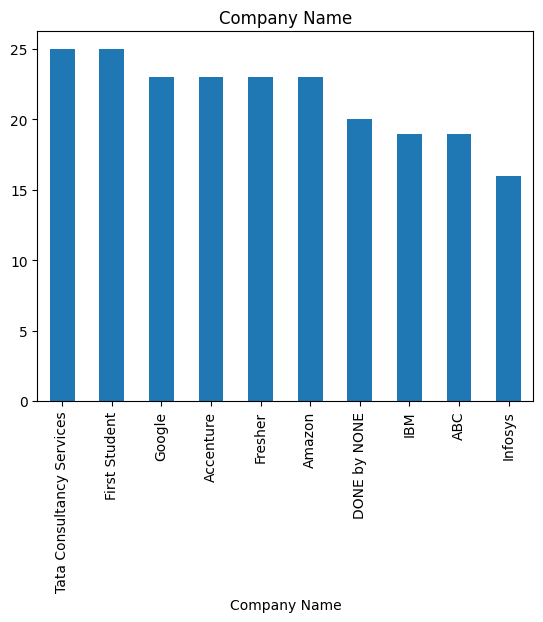 Company Name
25
20
15
10
5
0
Tata Consultancy Services
First Student
Google
Accenture
Fresher
Amazon
DONE by NONE
IBM
ABC
Infosys
Company Name